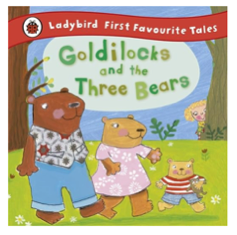 Ladybird First Favourite Tales
Goldilocks
and the
Three Bears